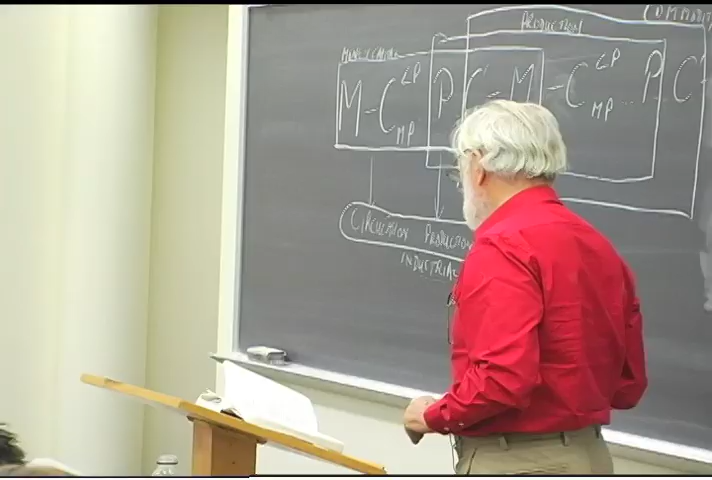 PRODUCTION
MONEY CAPITAL
M - C LP MP P C - M - C LP MP ... P C
CIRCULATION PRODUCTION
INDUSTRIAL